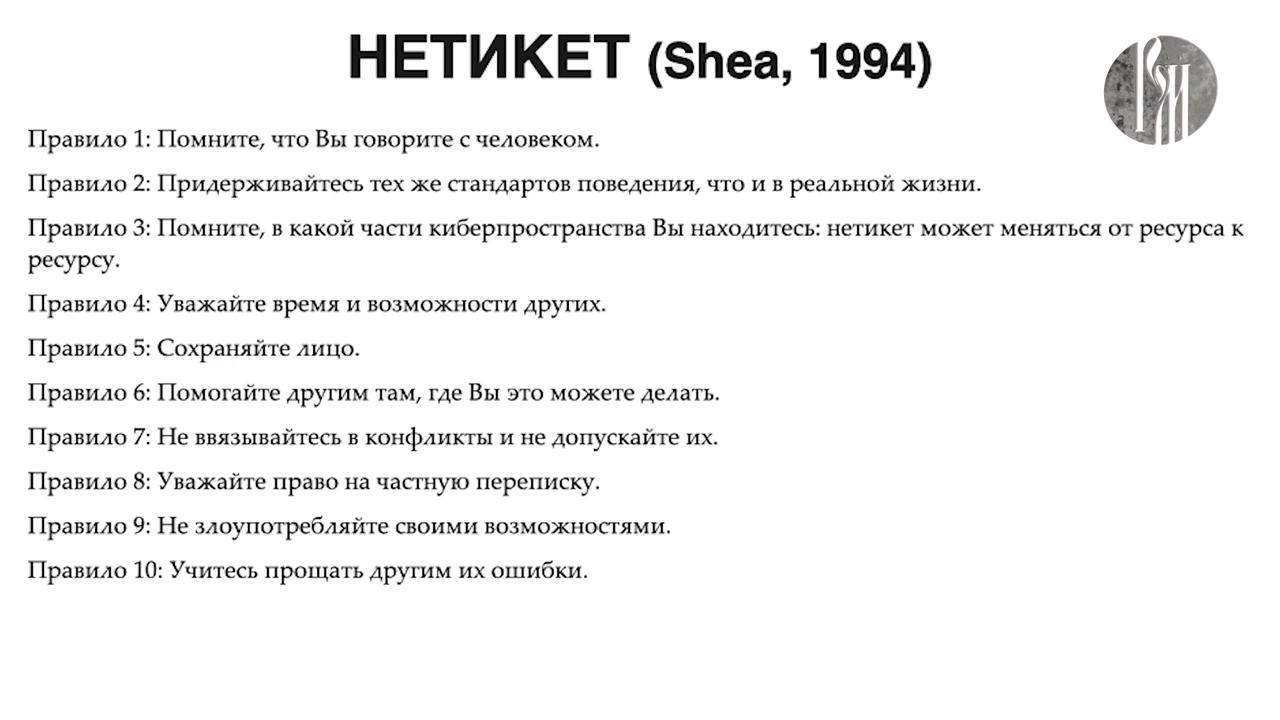 НЕТИКЕТ (Shea, 1994)
Правило 1: Помните, что Вы говорите с человеком.
Правило 2: Придерживайтесь тех же стандартов поведения, что и в реальной жизни.
Правило 3: Помните, в какой части киберпространства Вы находитесь: нетикет может меняться от ресурса к
ресурсу.
Правило 4: Уважайте время и возможности других.
Правило 5: Сохраняйте лицо.
Правило 6: Помогайте другим там, где Вы это можете делать.
Правило 7: Не ввязывайтесь в конфликты и не допускайте их.
Правило 8: Уважайте право на частную переписку.
Правило 9: Не злоупотребляйте своими возможностями.
Правило 10: Учитесь прощать другим их ошибки.